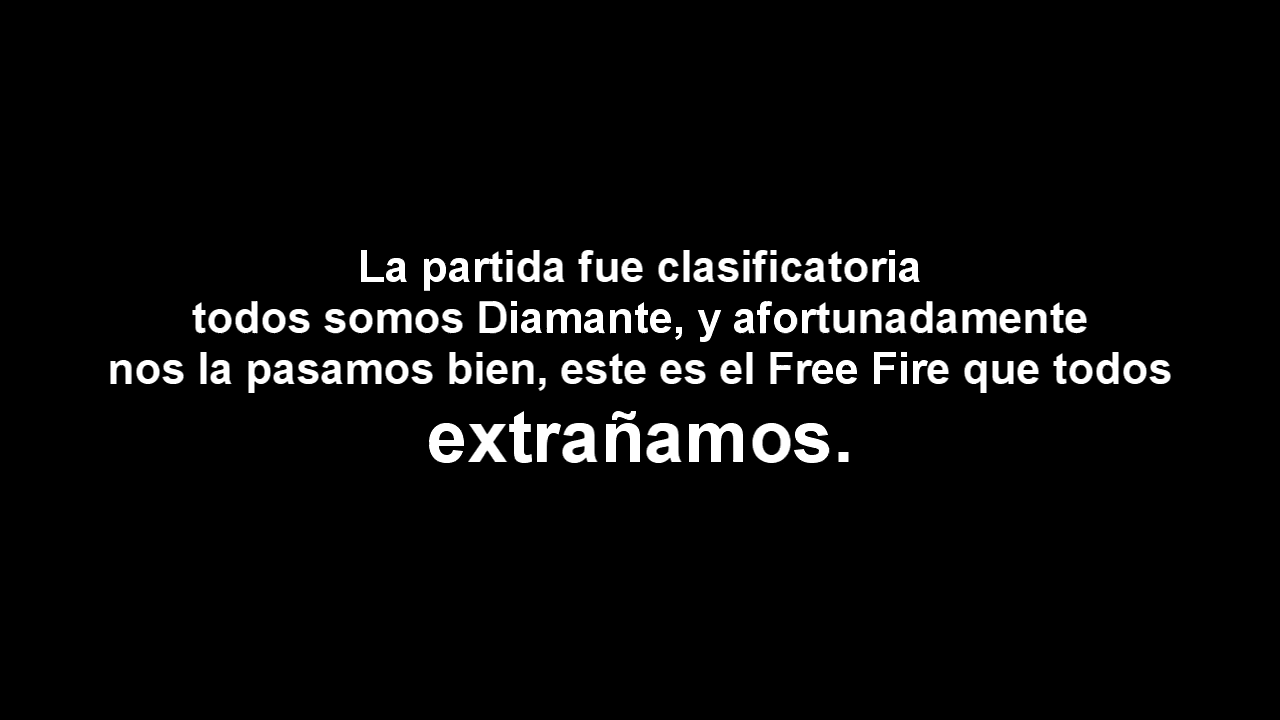 La partida fue clasificatoria
todos somos Diamante, y afortunadamente
nos la pasamos bien, este es el Free Fire que todos
extrañamos.